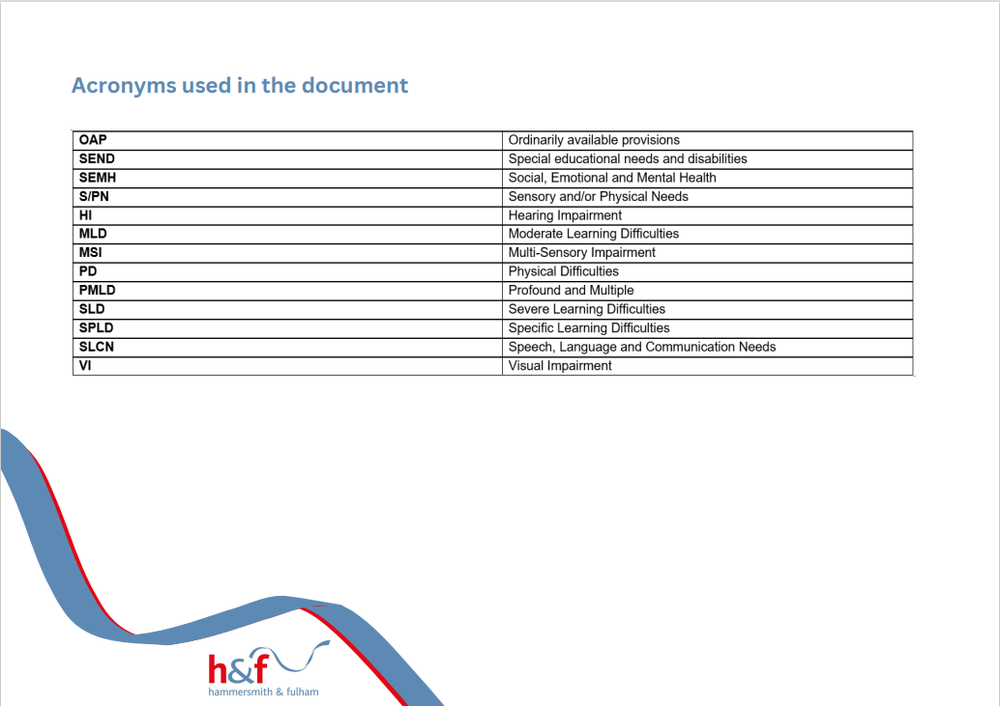 Acronyms used in the document
OAP Ordinarily available provisions
SEND Special educational needs and disabilities
SEMH Social, Emotional and Mental Health
S/PN Sensory and/or Physical Needs
HI Hearing Impairment
MLD Moderate Learning Difficulties
MSI Multi-Sensory Impairment
PD Physical Difficulties
PMLD Profound and Multiple
SLD Severe Learning Difficulties
SPLD Specific Learning Difficulties
SLCN Speech, Language and Communication Needs
VI Visual Impairment
h&f
hammersmith & fulham